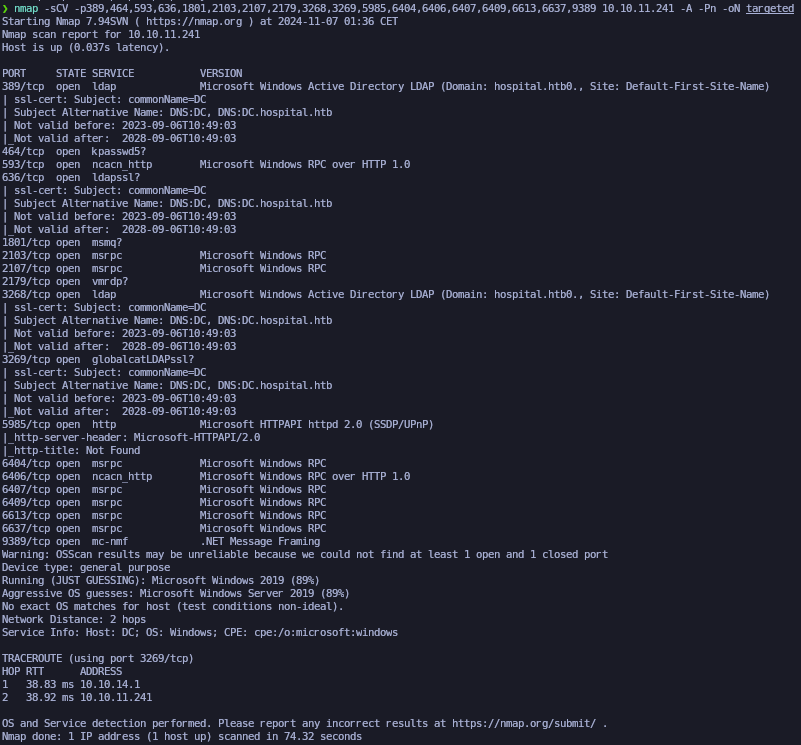 ❯ nmap -sCV -p389,464,593,636,1801,2103,2107,2179,3268,3269,5985,6404,6406,6407,6409,6613,6637,9389 10.10.11.241 -A -Pn -oN targeted
Starting Nmap 7.94SVN ( https://nmap.org ) at 2024-11-07 01:36 CET
Nmap scan report for 10.10.11.241
Host is up (0.037s latency).

PORT     STATE SERVICE           VERSION
389/tcp  open  ldap              Microsoft Windows Active Directory LDAP (Domain: hospital.htb0., Site: Default-First-Site-Name)
| ssl-cert: Subject: commonName=DC
| Subject Alternative Name: DNS:DC, DNS:DC.hospital.htb
| Not valid before: 2023-09-06T10:49:03
|_Not valid after:  2028-09-06T10:49:03
464/tcp  open  kpasswd5?
593/tcp  open  ncacn_http        Microsoft Windows RPC over HTTP 1.0
636/tcp  open  ldapssl?
| ssl-cert: Subject: commonName=DC
| Subject Alternative Name: DNS:DC, DNS:DC.hospital.htb
| Not valid before: 2023-09-06T10:49:03
|_Not valid after:  2028-09-06T10:49:03
1801/tcp open  msmq?
2103/tcp open  msrpc             Microsoft Windows RPC
2107/tcp open  msrpc             Microsoft Windows RPC
2179/tcp open  vmrdp?
3268/tcp open  ldap              Microsoft Windows Active Directory LDAP (Domain: hospital.htb0., Site: Default-First-Site-Name)
| ssl-cert: Subject: commonName=DC
| Subject Alternative Name: DNS:DC, DNS:DC.hospital.htb
| Not valid before: 2023-09-06T10:49:03
|_Not valid after:  2028-09-06T10:49:03
3269/tcp open  globalcatLDAPssl?
| ssl-cert: Subject: commonName=DC
| Subject Alternative Name: DNS:DC, DNS:DC.hospital.htb
| Not valid before: 2023-09-06T10:49:03
|_Not valid after:  2028-09-06T10:49:03
5985/tcp open  http              Microsoft HTTPAPI httpd 2.0 (SSDP/UPnP)
|_http-server-header: Microsoft-HTTPAPI/2.0
|_http-title: Not Found
6404/tcp open  msrpc             Microsoft Windows RPC
6406/tcp open  ncacn_http        Microsoft Windows RPC over HTTP 1.0
6407/tcp open  msrpc             Microsoft Windows RPC
6409/tcp open  msrpc             Microsoft Windows RPC
6613/tcp open  msrpc             Microsoft Windows RPC
6637/tcp open  msrpc             Microsoft Windows RPC
9389/tcp open  mc-nmf            .NET Message Framing
Warning: OSScan results may be unreliable because we could not find at least 1 open and 1 closed port
Device type: general purpose
Running (JUST GUESSING): Microsoft Windows 2019 (89%)
Aggressive OS guesses: Microsoft Windows Server 2019 (89%)
No exact OS matches for host (test conditions non-ideal).
Network Distance: 2 hops
Service Info: Host: DC; OS: Windows; CPE: cpe:/o:microsoft:windows

TRACEROUTE (using port 3269/tcp)
HOP RTT      ADDRESS
1   38.83 ms 10.10.14.1
2   38.92 ms 10.10.11.241

OS and Service detection performed. Please report any incorrect results at https://nmap.org/submit/ .
Nmap done: 1 IP address (1 host up) scanned in 74.32 seconds